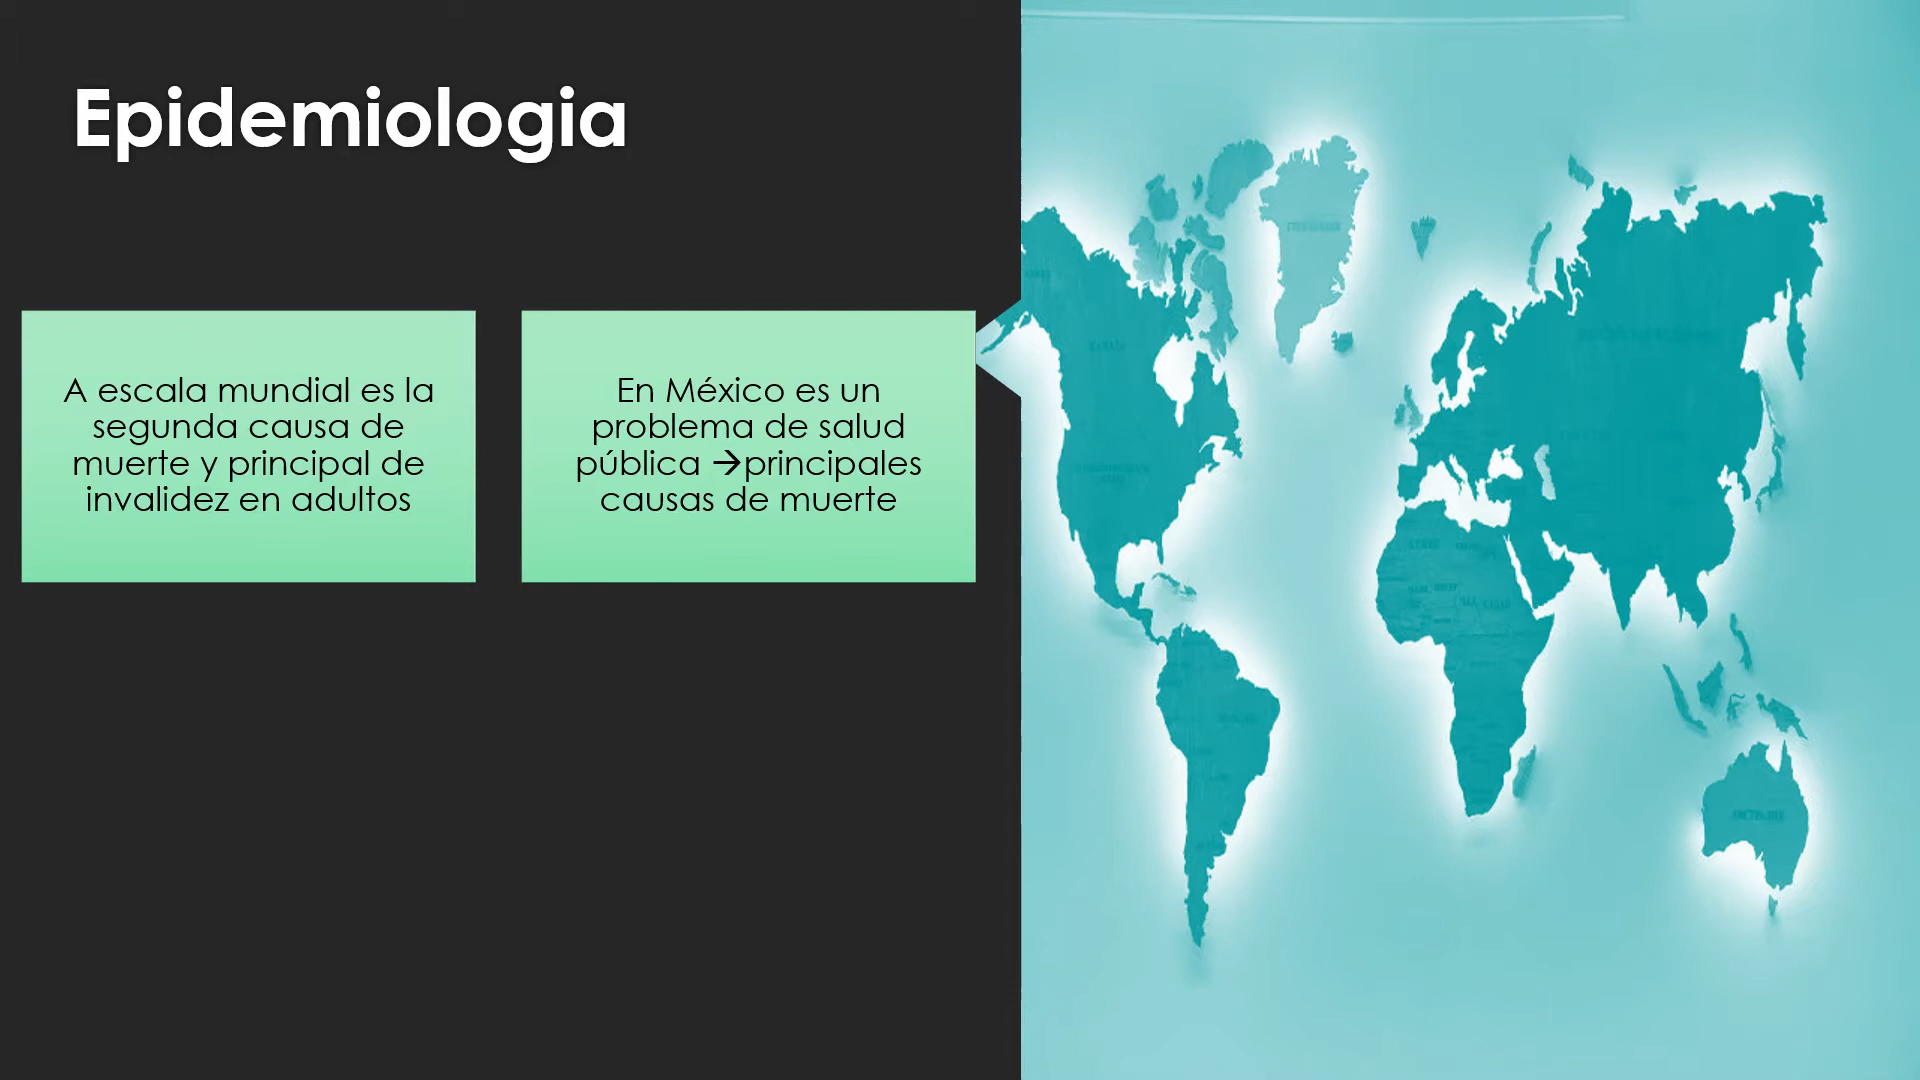 Epidemiologia
A escala mundial es la
segunda causa de
muerte y principal de
invalidez en adultos
En México es un
problema de salud
pública →principales
causas de muerte